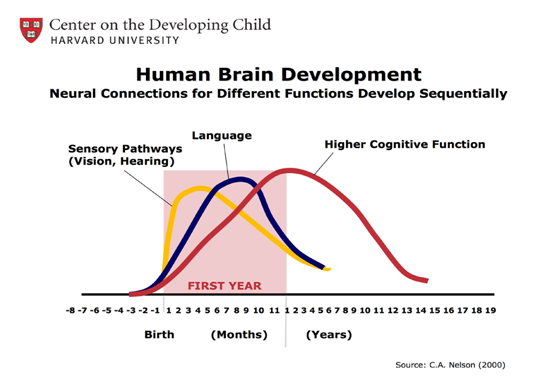 Center on the Developing Child
HARVARD UNIVERSITY
Human Brain Development
Neural Connections for Different Functions Develop Sequentially
Language
Sensory Pathways
(Vision, Hearing)
Higher Cognitive Function
FIRST YEAR
-8 -7 -6 -5 -4 -3 -2 -1 1 2 3 4 5 6 7 8 9 10 11 1 2 3 4 5 6 7 8 9 10 11 12 13 14 15 16 17 18 19
Birth (Months) (Years)
Source: C.A. Nelson (2000)